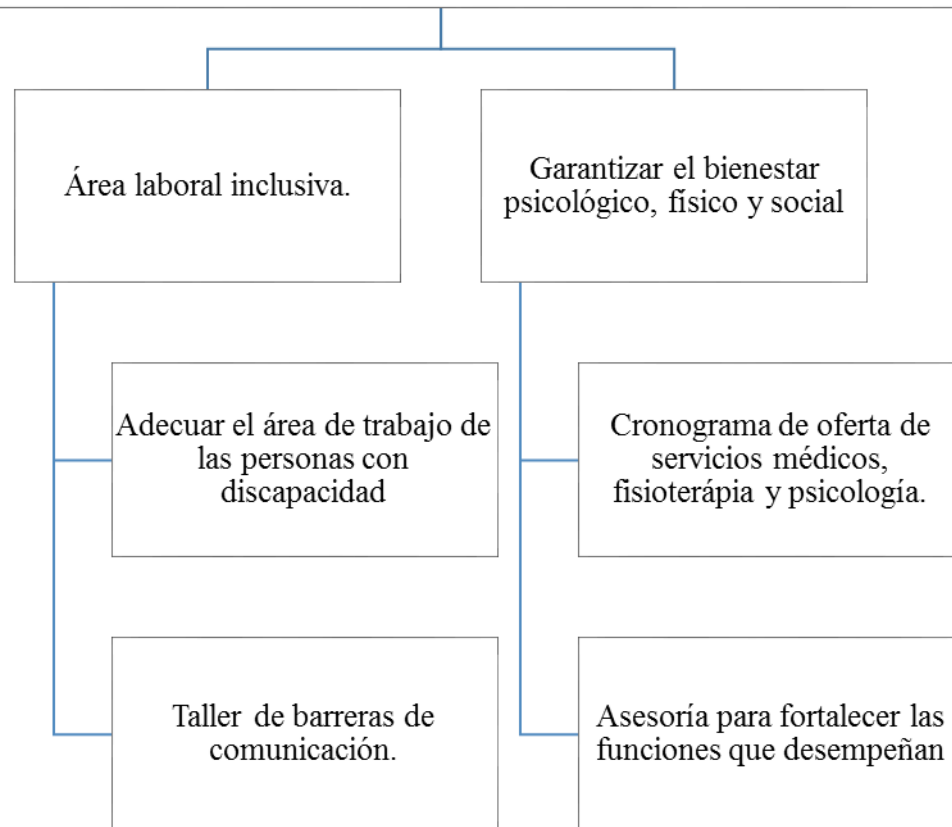 Área laboral inclusiva.
Garantizar el bienestar
psicológico, físico y social
Adecuar el área de trabajo de
las personas con
discapacidad
Cronograma de oferta de
servicios médicos,
fisioterápia y psicología.
Taller de barreras de
comunicación.
Asesoría para fortalecer las
funciones que desempeñan